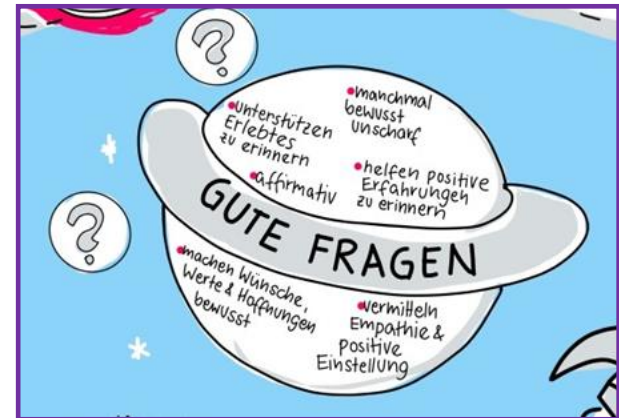 ?
•unterstützen
Erlebtes
zu erinnern
•affirmativ
•manchmal
bewusst
unscharf
•helfen positive
Erfahrungen
zu erinnern
?
GUTE FRAGEN
•machen Wünsche,
Werte & Hoffnungen
bewusst
•vermitteln
Empathie &
positive
Einstellung